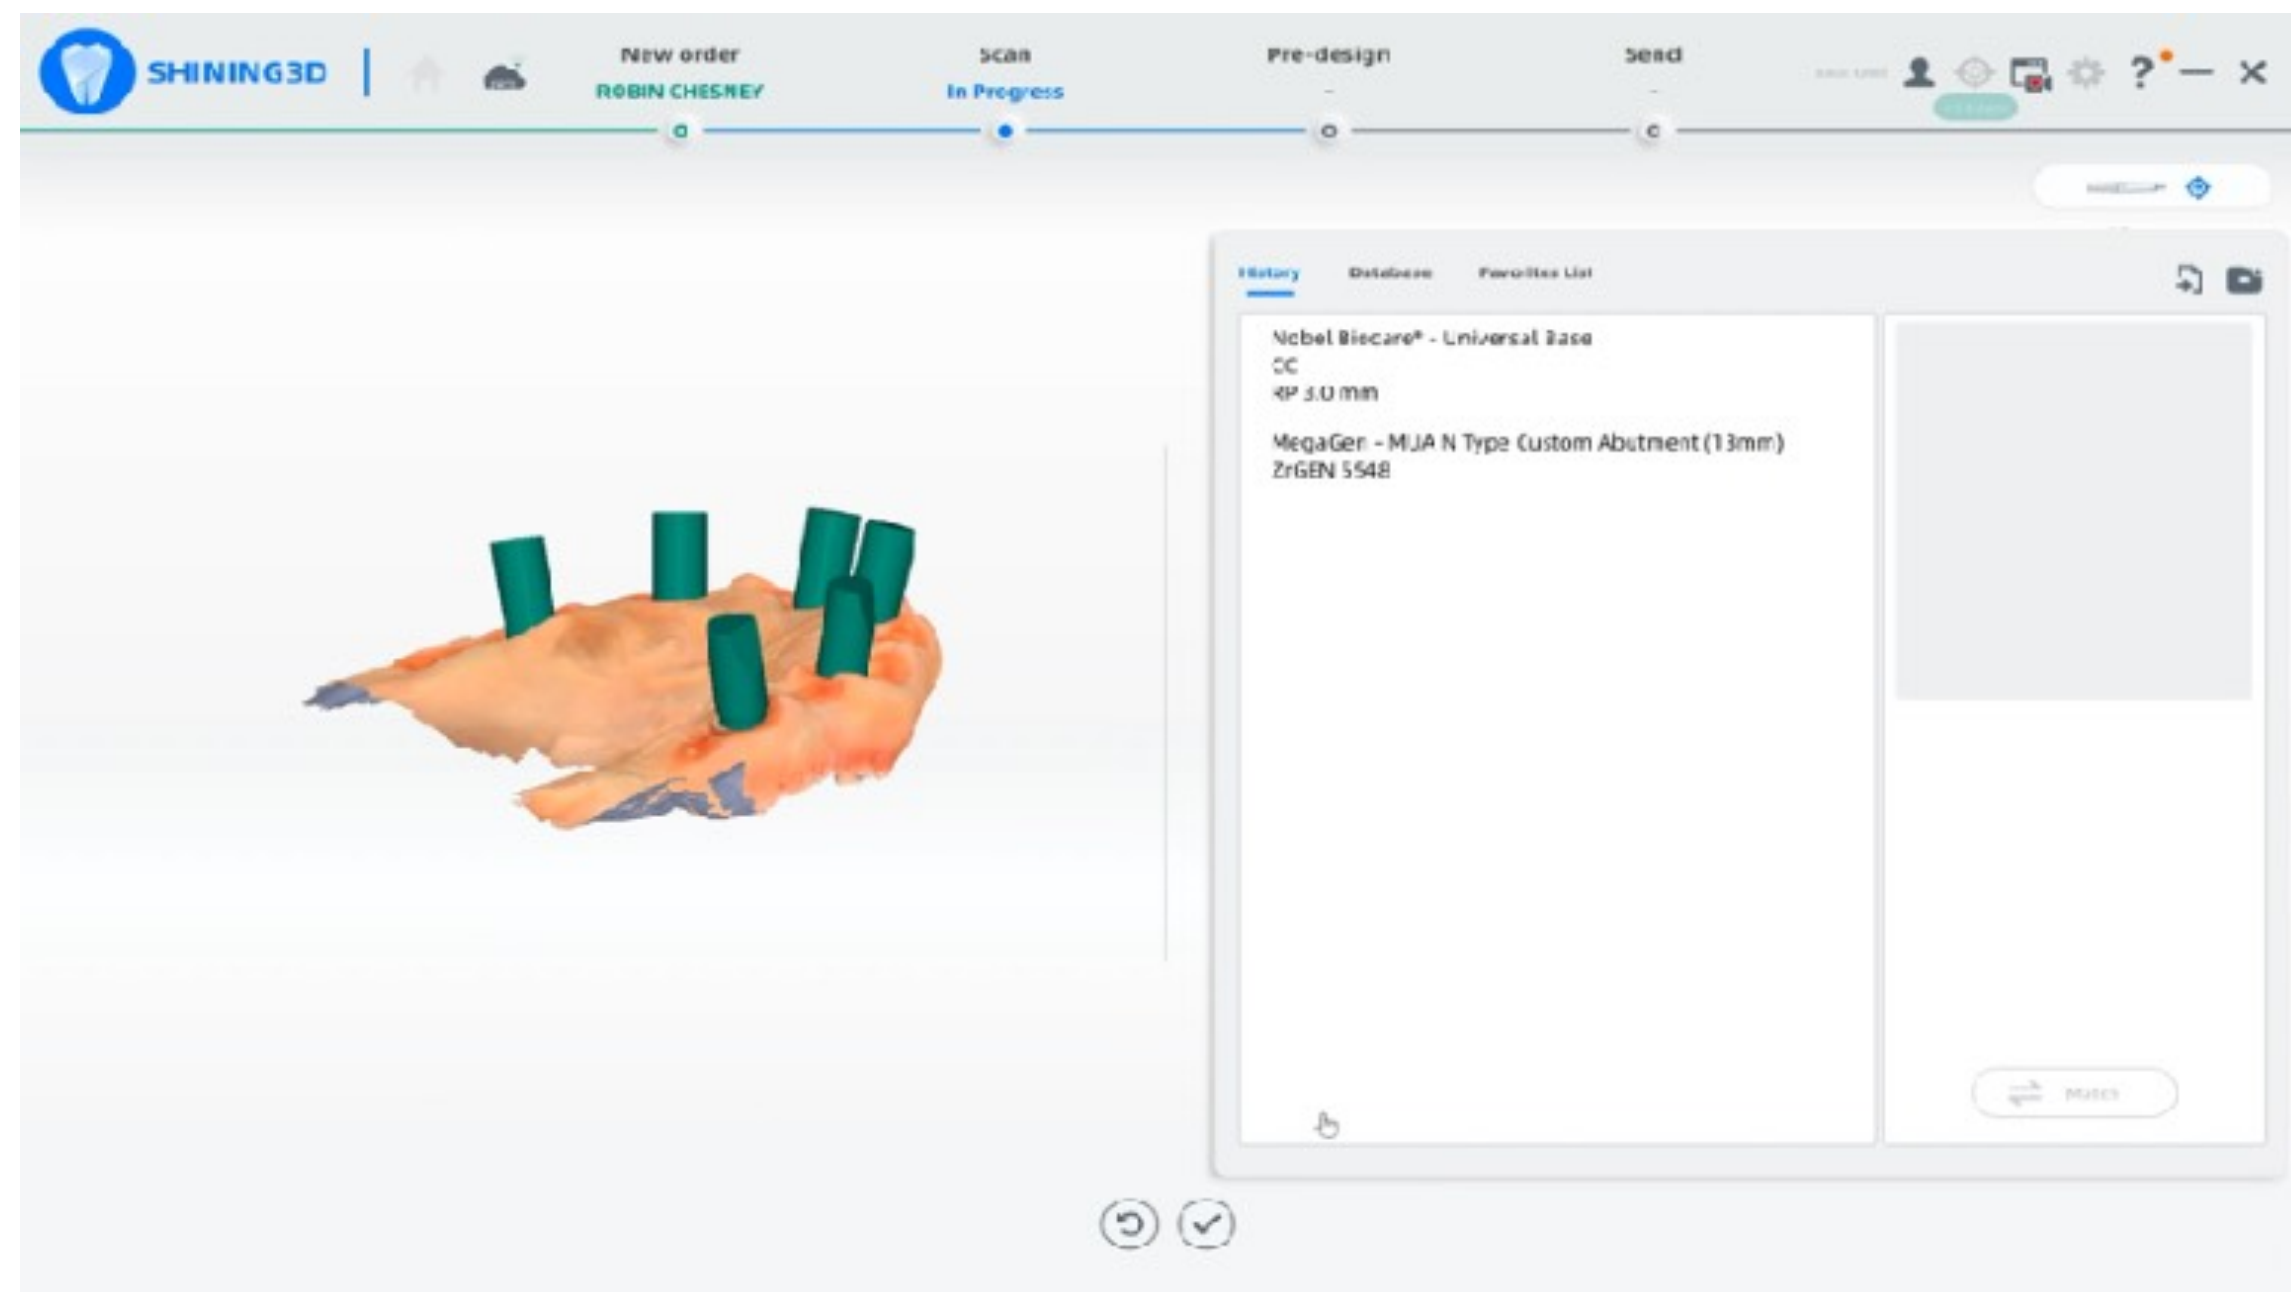 SHINING3D
New order
ROBIN CHESNEY
Scan
In Progress
Pre-design
-
Send
-
History
Database
Favorites List
Nobel Biocare* - Universal Base
CC
RP 3.0 mm
MegaGen - MUA N Type Custom Abutment (13mm)
ZrGEN 5548
Match